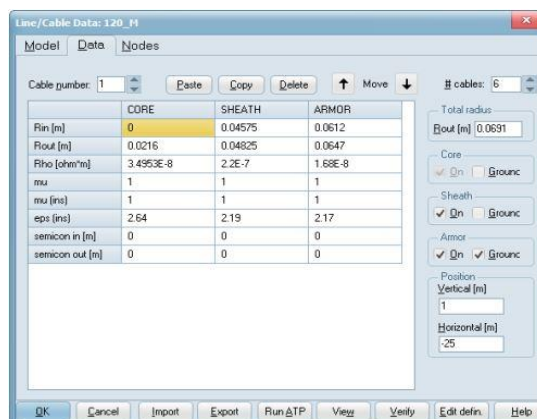 Line/Cable Data: 120_M
Model Data Nodes
Cable number: 1 Paste Copy Delete Move # cables: 6
CORE SHEATH ARMOR
Rin [m] 0 0.04575 0.0612
Rout [m] 0.0216 0.04825 0.0647
Rho [ohm*m] 3.4953E-8 2.2E-7 1.68E-8
mu 1 1 1
mu (ins) 1 1 1
eps (ins) 2.64 2.19 2.17
semicon in [m] 0 0 0
semicon out [m] 0 0 0
Total radius
Rout [m] 0.0691
Core
On Grounc
Sheath
On Grounc
Armor
On Grounc
Position
Vertical [m]
1
Horizontal [m]
-25
OK Cancel Import Export Run ATP View Verify Edit defin. Help